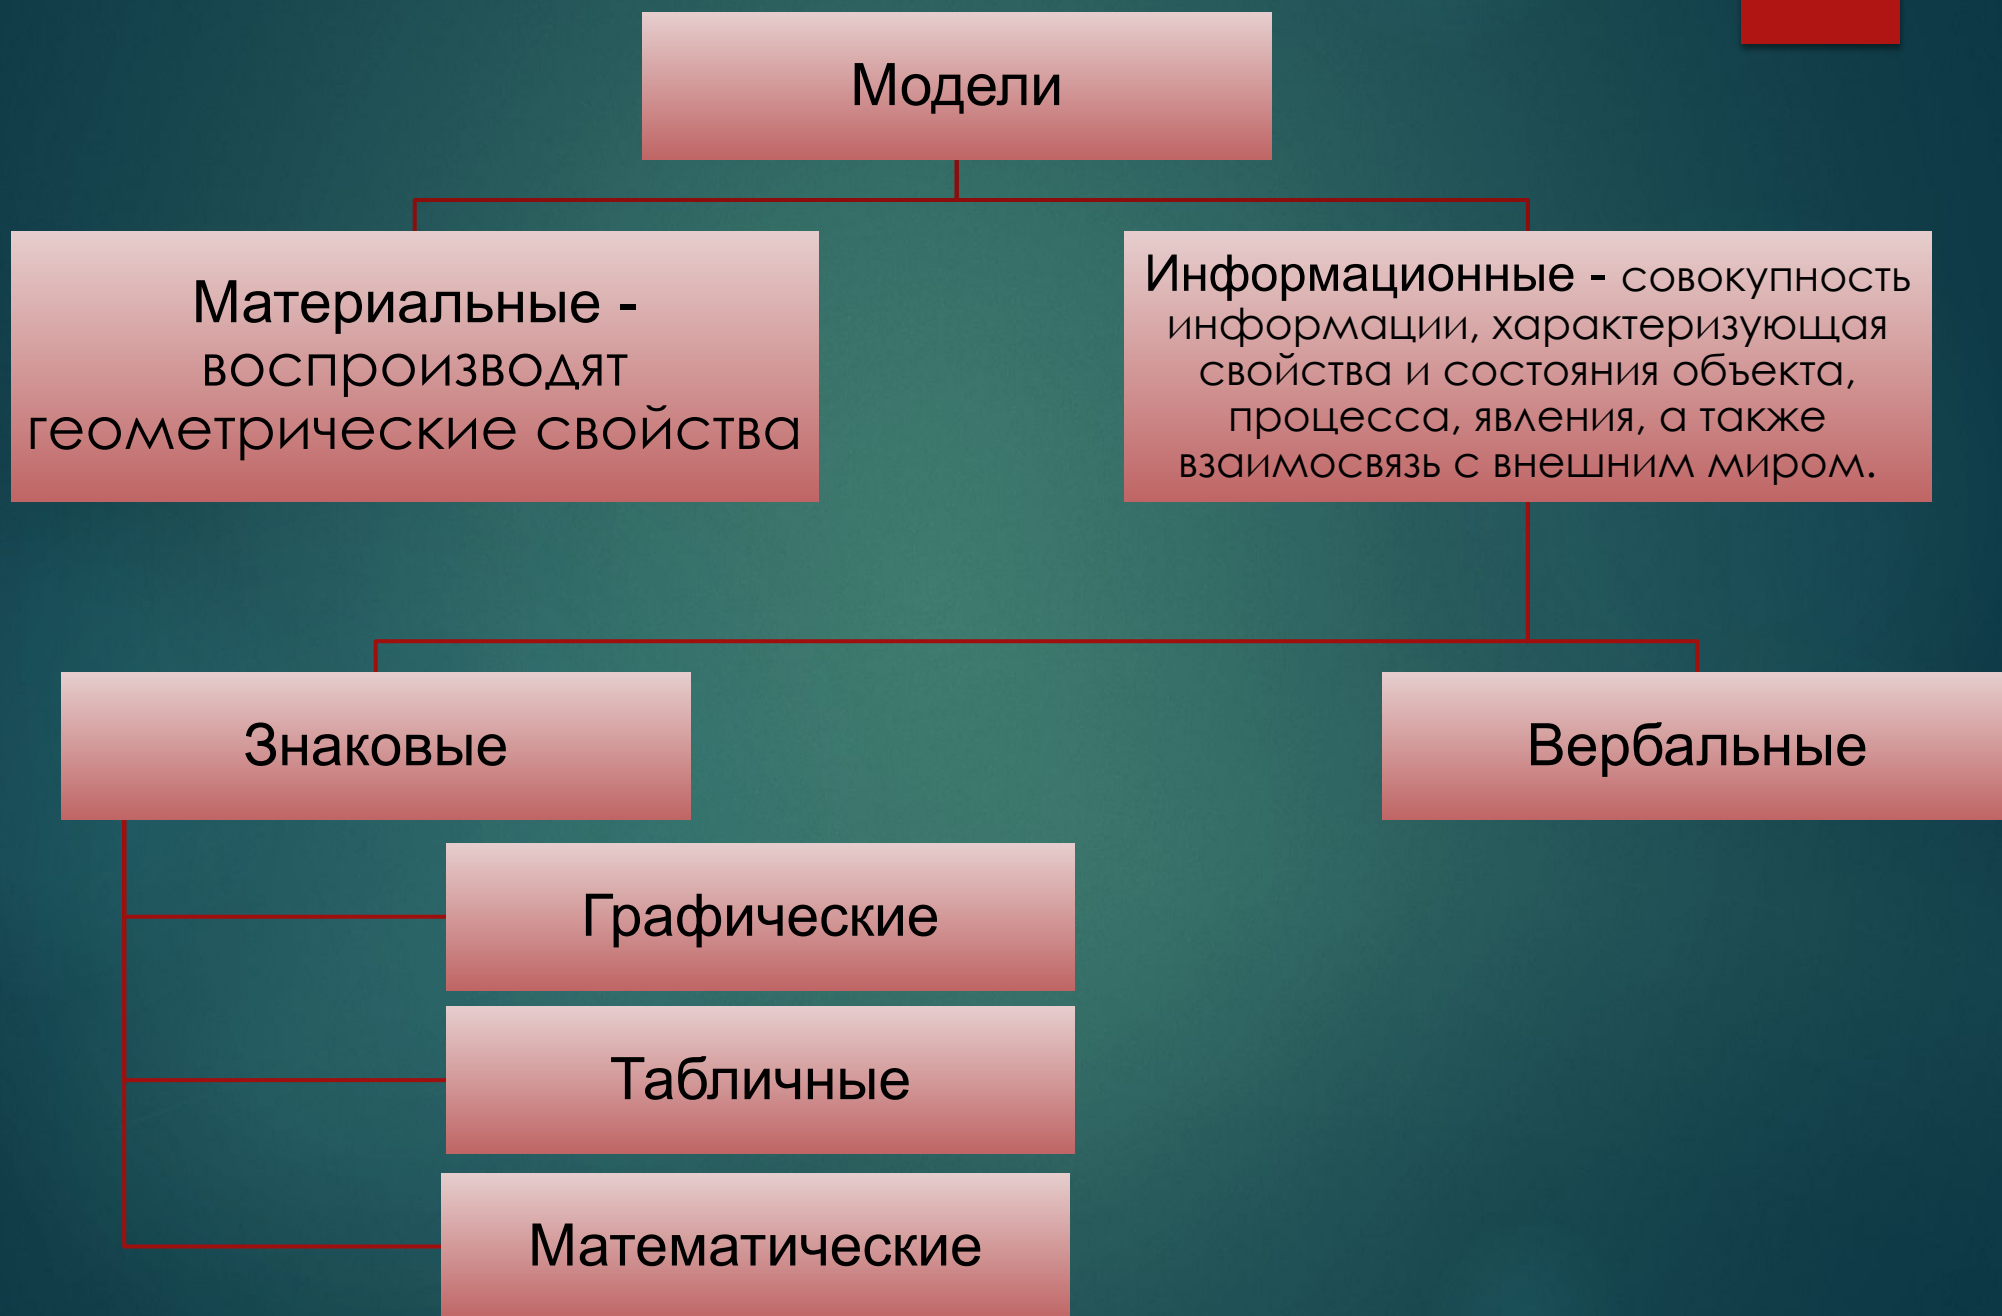 Модели
Материальные -
воспроизводят
геометрические свойства
Информационные - совокупность
информации, характеризующая
свойства и состояния объекта,
процесса, явления, а также
взаимосвязь с внешним миром.
Знаковые
Вербальные
Графические
Табличные
Математические